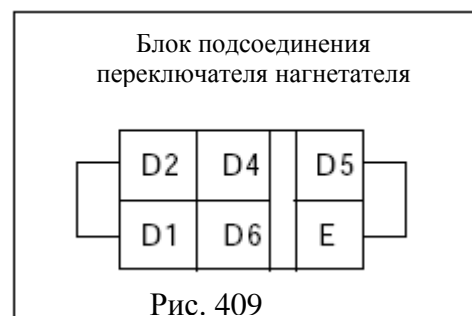 Блок подсоединения
переключателя нагнетателя
D2 D4 D5
D1 D6 E
Рис. 409